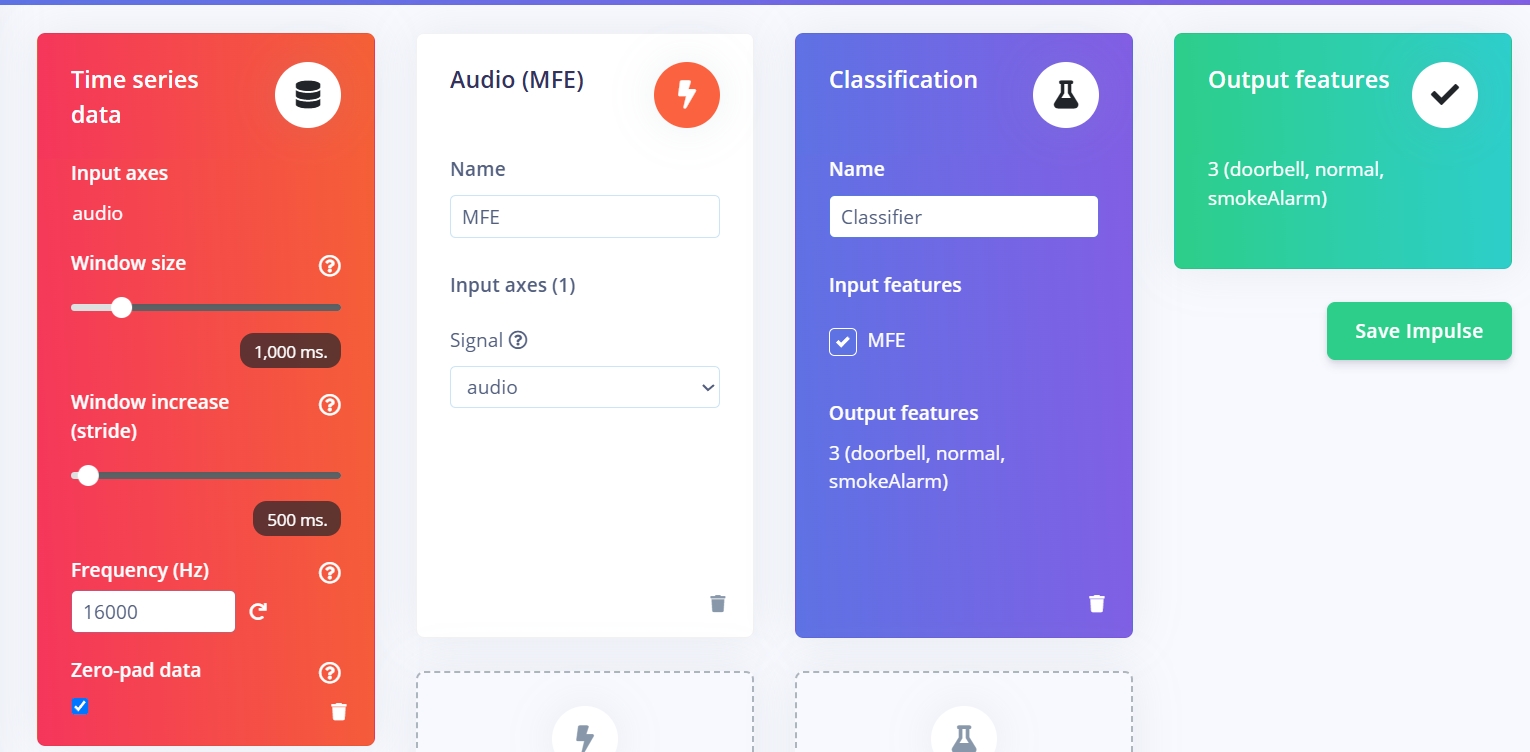 Time series
data
Input axes
audio
Window size
1,000 ms.
Window increase
(stride)
500 ms.
Frequency (Hz)
16000
Zero-pad data
Audio (MFE)
Name
MFE
Input axes (1)
Signal
audio
Classification
Name
Classifier
Input features
MFE
Output features
3 (doorbell, normal,
smokeAlarm)
Output features
3 (doorbell, normal,
smokeAlarm)
Save Impulse